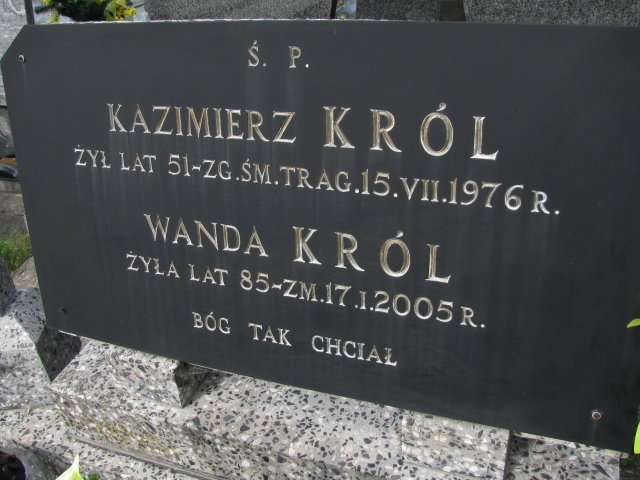 Ś. P.
KAZIMIERZ KRÓL
ŻYŁ LAT 51-ZG.ŚM.TRAG.15.VII.1976 R.
WANDA KRÓL
ŻYŁA LAT 85-ZM.17.I.2005 R.
BÓG TAK CHCIAŁ